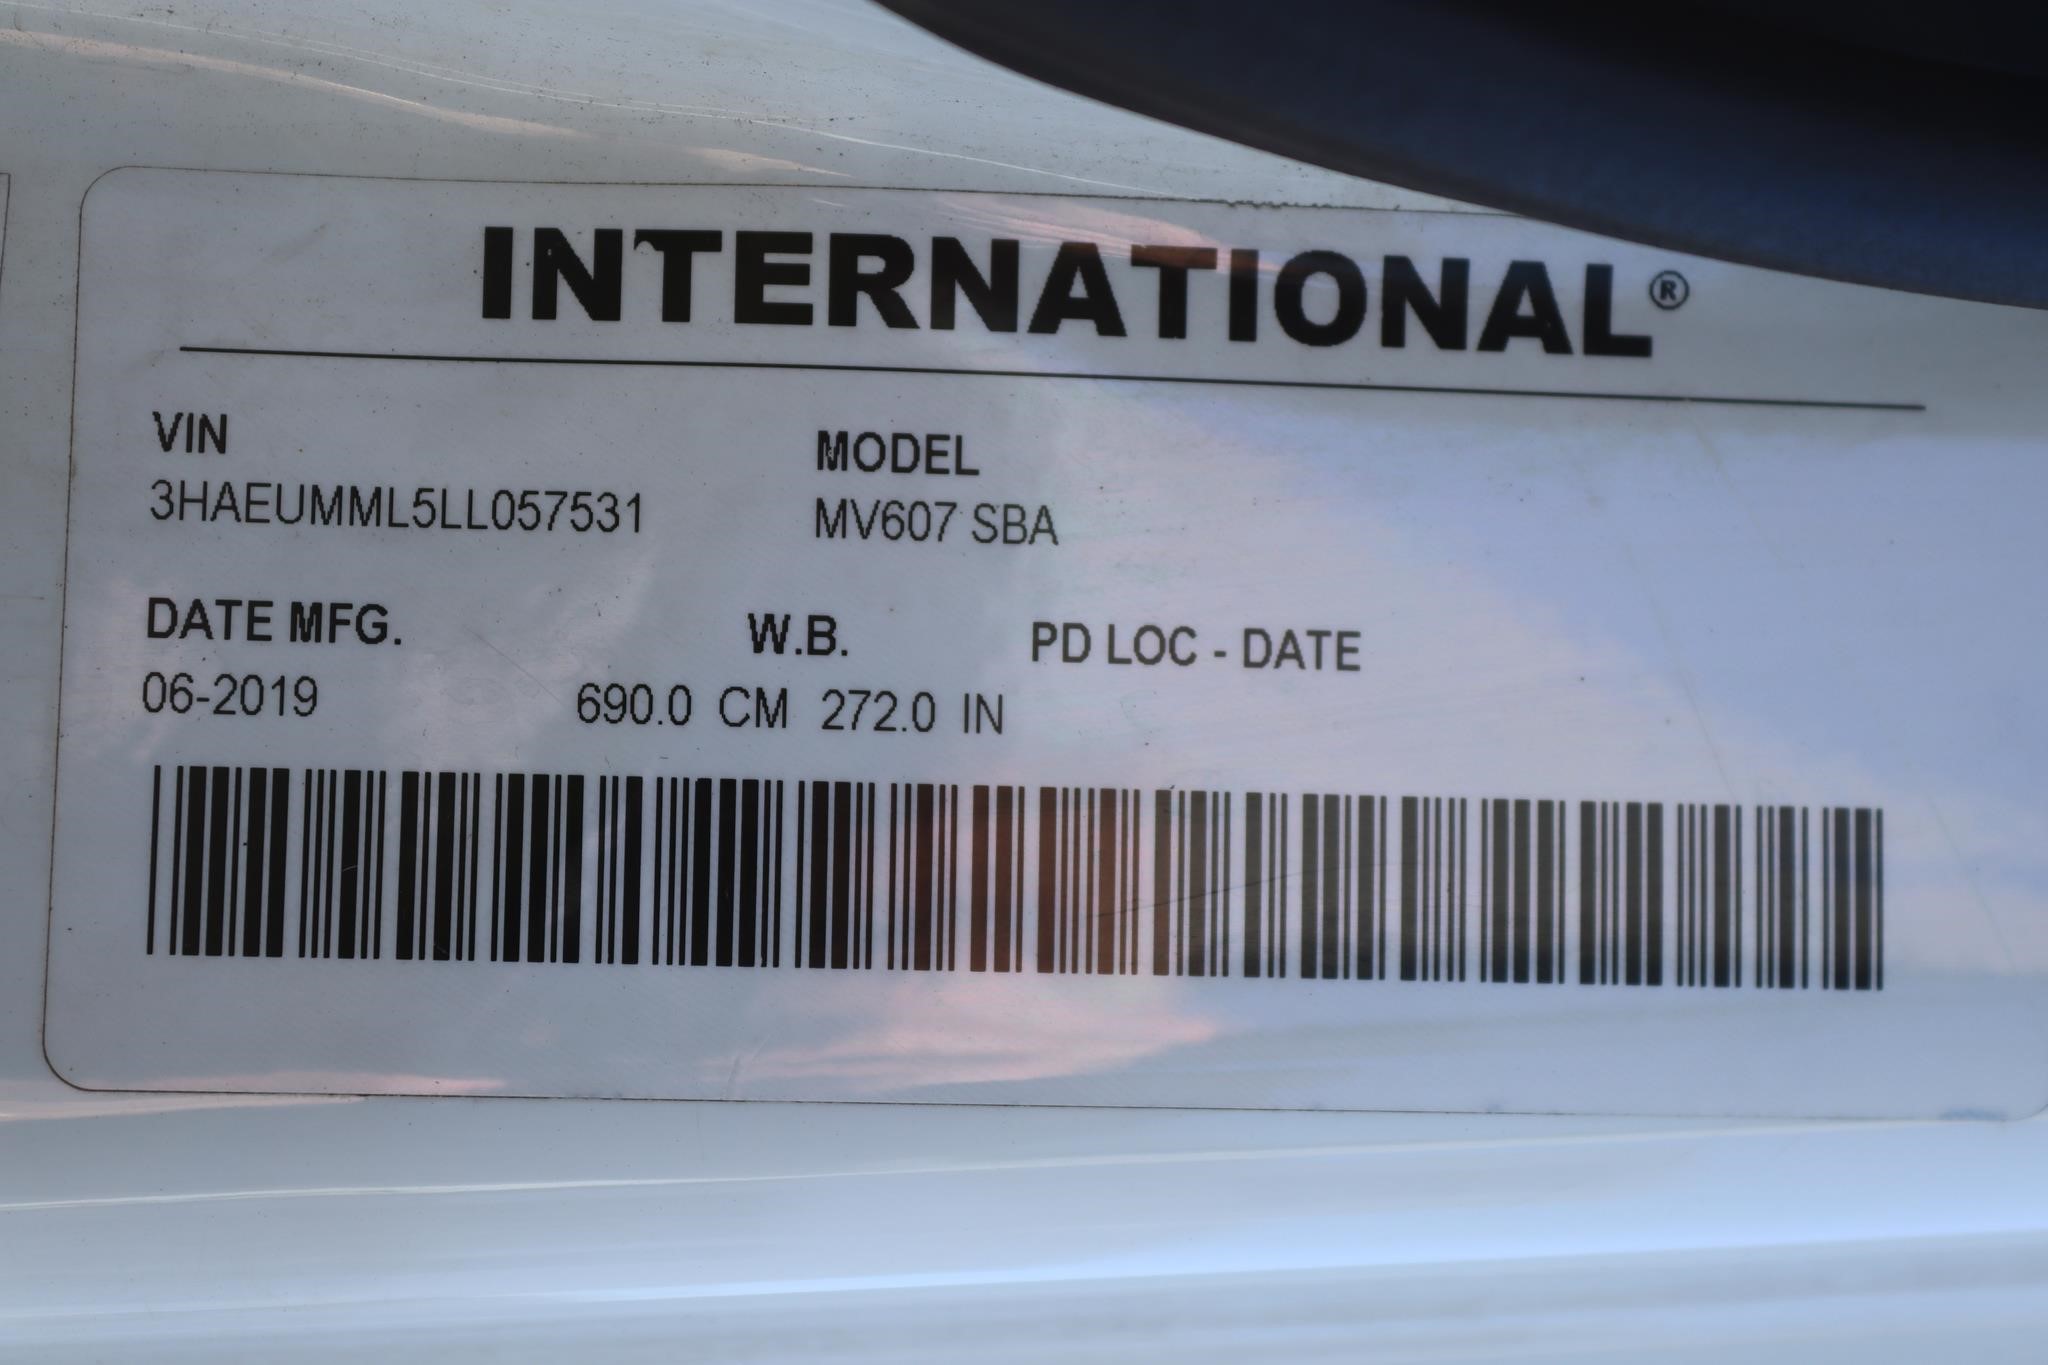 INTERNATIONAL®
VIN MODEL
3HAEUMML5LL057531 MV607 SBA
DATE MFG. W.B. PD LOC - DATE
06-2019 690.0 CM 272.0 IN